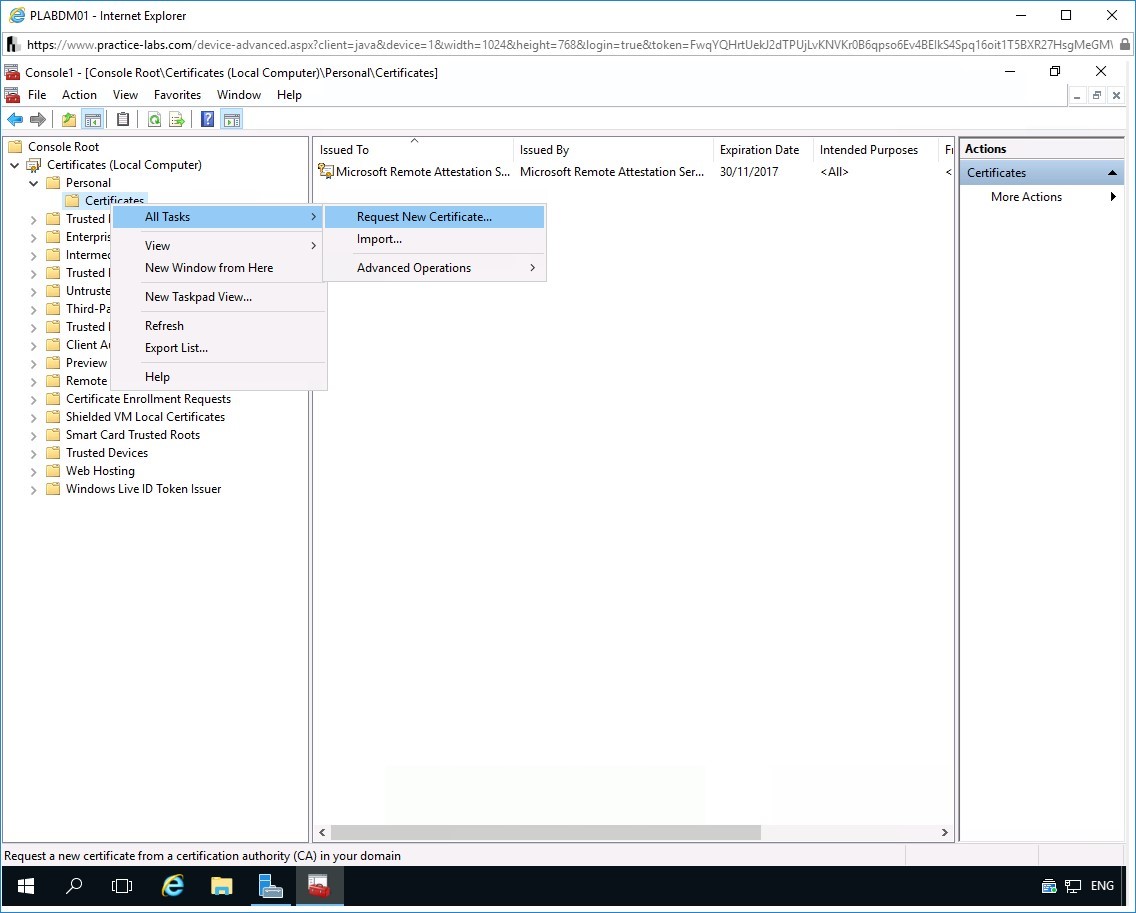 PLABDM01 - Internet Explorer
https://www.practice-labs.com/device-advanced.aspx?client=java&device=1&width=1024&height=768&login=true&token=
Console1 - [Console Root\Certificates (Local Computer)\Personal\Certificates]
File Action View Favorites Window Help
Console Root
Certificates (Local Computer)
Personal
Certificates
Trusted
Enterpris
Intermed
Trusted
Untruste
Third-Pa
Trusted
Client Au
Preview
Remote
Certificate Enrollment Requests
Shielded VM Local Certificates
Smart Card Trusted Roots
Trusted Devices
Web Hosting
Windows Live ID Token Issuer
All Tasks
View
New Window from Here
New Taskpad View...
Refresh
Export List...
Help
Request New Certificate...
Import...
Advanced Operations
Issued To Issued By Expiration Date Intended Purposes
Microsoft Remote Attestation S... Microsoft Remote Attestation Ser... 30/11/2017 <All> <
Actions
Certificates
More Actions
Request a new certificate from a certification authority (CA) in your domain
ENG